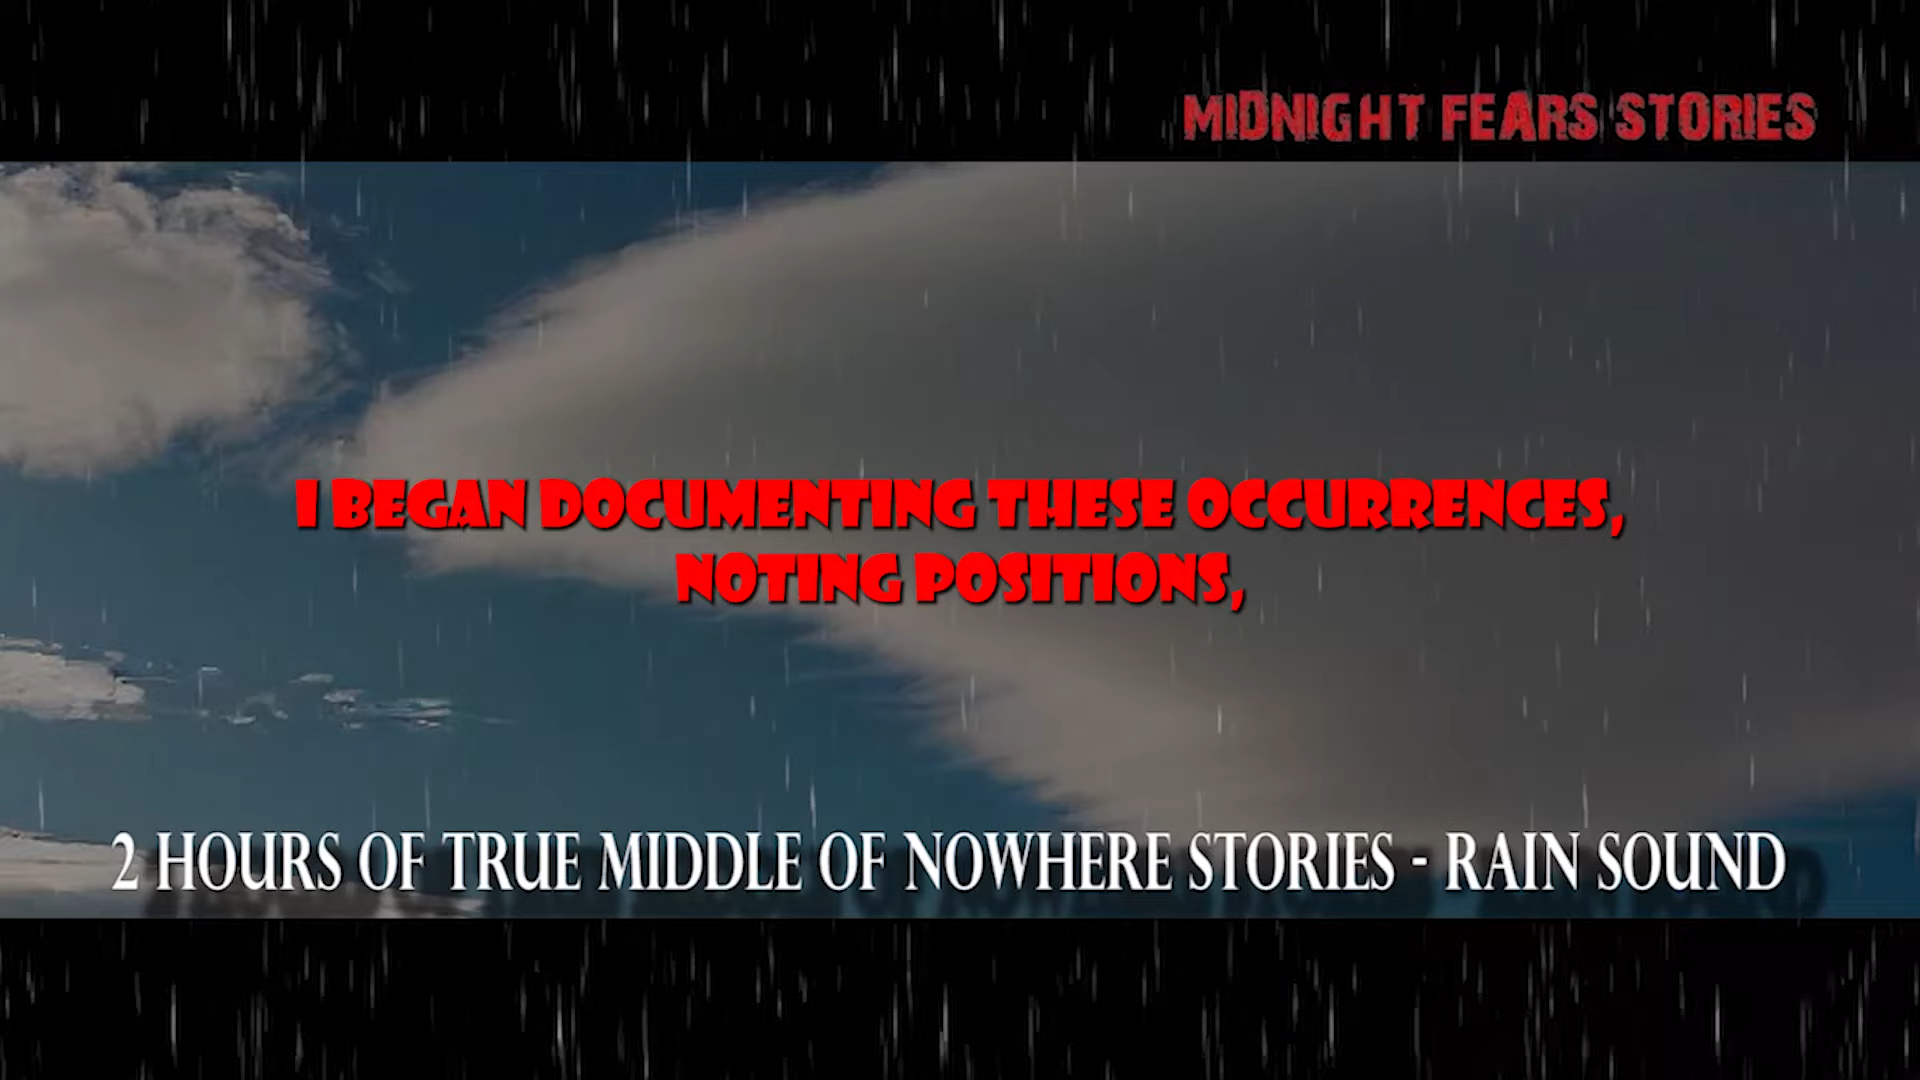 MIDNIGHT FEARS STORIES
I BEGAN DOCUMENTING THESE OCCURRENCES,
NOTING POSITIONS,
2 HOURS OF TRUE MIDDLE OF NOWHERE STORIES - RAIN SOUND